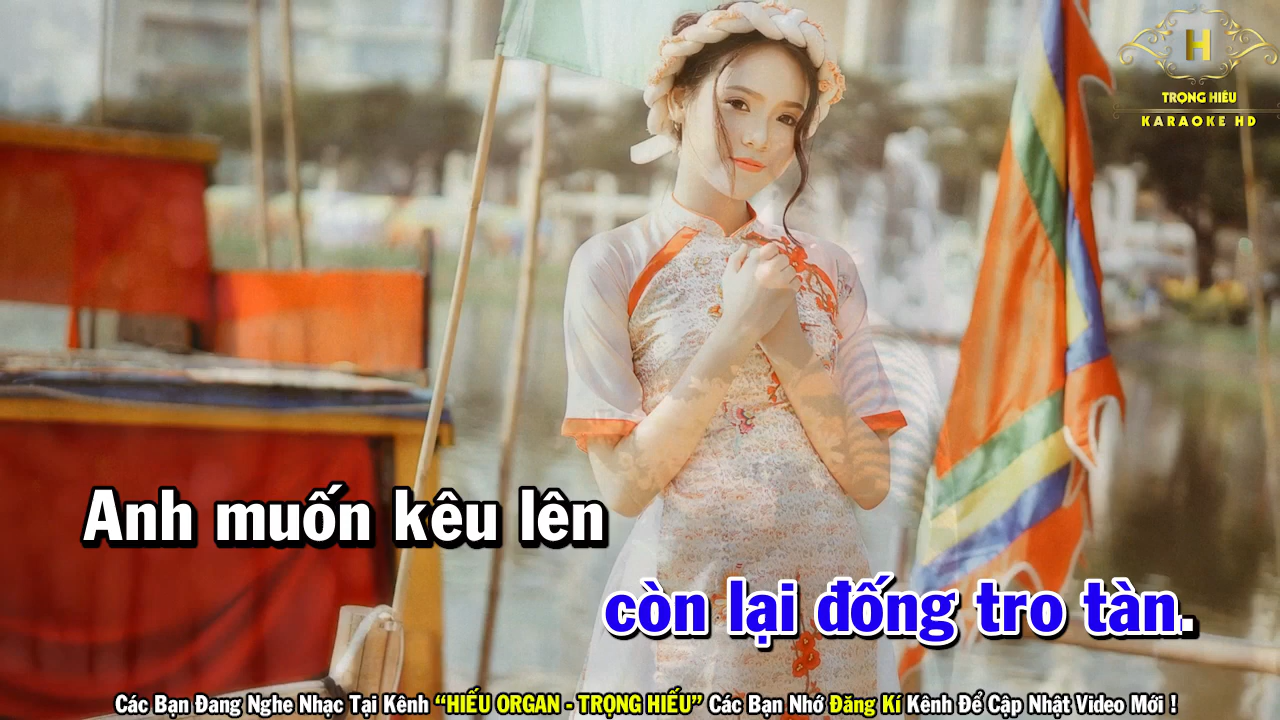 H
TRỌNG HIẾU
KARAOKE HD
Anh muốn kêu lên
còn lại đống tro tàn.
Các Bạn Đang Nghe Nhạc Tại Kênh “HIẾU ORGAN - TRỌNG HIẾU” Các Bạn Nhớ Đăng Kí Kênh Để Cập Nhật Video Mới !